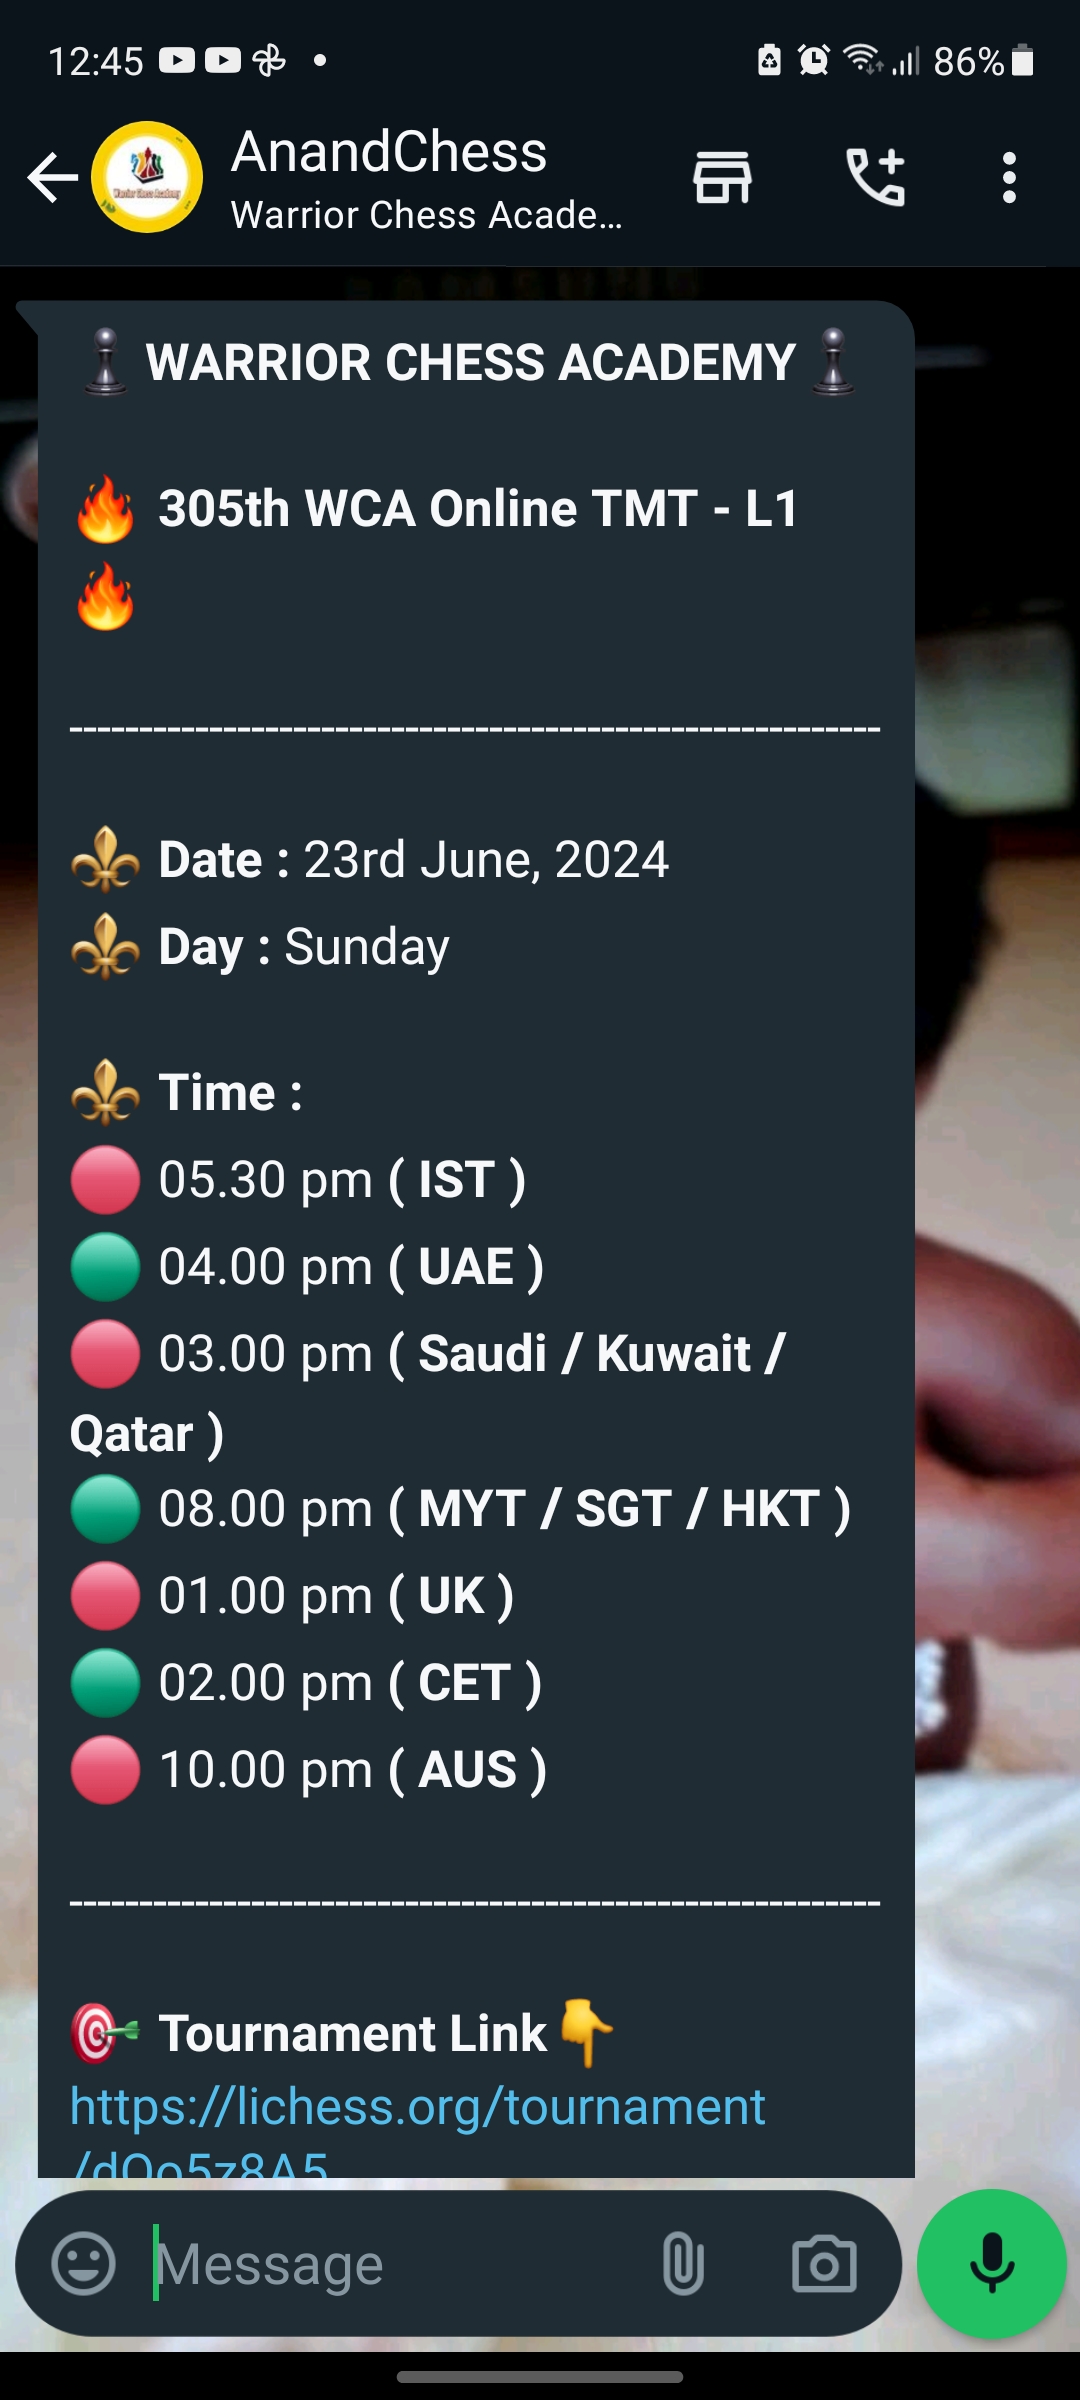 12:45
86%
AnandChess
Warrior Chess Acade...
Warrior Chess Academy
WARRIOR CHESS ACADEMY
305th WCA Online TMT - L1
----------------------------------------------------------
Date : 23rd June, 2024
Day : Sunday
Time :
05.30 pm ( IST )
04.00 pm ( UAE )
03.00 pm ( Saudi / Kuwait /
Qatar )
08.00 pm ( MYT / SGT / HKT )
01.00 pm ( UK )
02.00 pm ( CET )
10.00 pm ( AUS )
----------------------------------------------------------
Tournament Link
https://lichess.org/tournament
Message